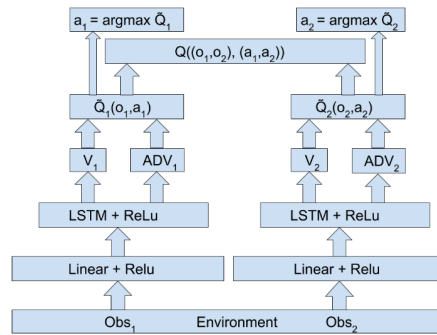 a₁ = argmax Q̃₁
a₂ = argmax Q̃₂
Q((o₁,o₂), (a₁,a₂))
Q̃₁(o₁,a₁)
Q̃₂(o₂,a₂)
V₁
ADV₁
V₂
ADV₂
LSTM + ReLu
LSTM + ReLu
Linear + Relu
Linear + Relu
Obs₁
Environment
Obs₂